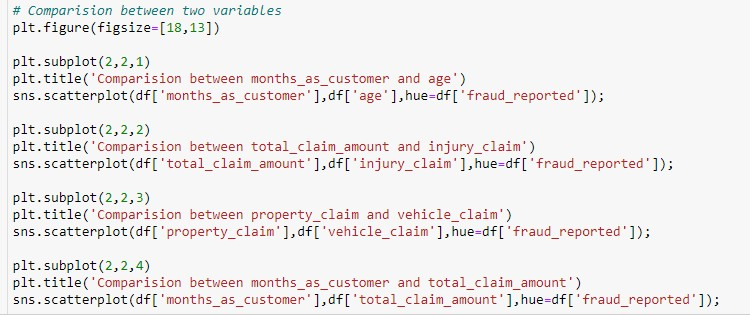 # Comparision between two variables
plt.figure(figsize=[18,13])
plt.subplot(2,2,1)
plt.title('Comparision between months_as_customer and age')
sns.scatterplot(df['months_as_customer'],df['age'],hue=df['fraud_reported']);
plt.subplot(2,2,2)
plt.title('Comparision between total_claim_amount and injury_claim')
sns.scatterplot(df['total_claim_amount'],df['injury_claim'],hue=df['fraud_reported']);
plt.subplot(2,2,3)
plt.title('Comparision between property_claim and vehicle_claim')
sns.scatterplot(df['property_claim'],df['vehicle_claim'],hue=df['fraud_reported']);
plt.subplot(2,2,4)
plt.title('Comparision between months_as_customer and total_claim_amount')
sns.scatterplot(df['months_as_customer'],df['total_claim_amount'],hue=df['fraud_reported']);